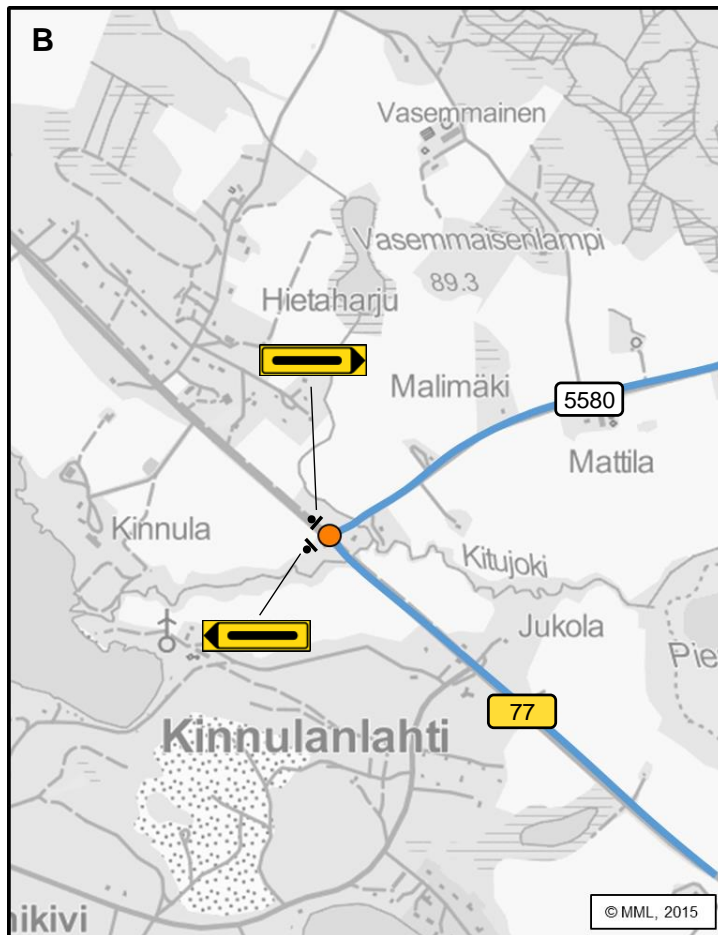 B
Vasemmainen
Vasemmaisenlampi
89.3
Hietaharju
Malimäki
5580
Mattila
Kinnula
Kitujoki
Jukola
Pie
77
Kinnulanlahti
© MML, 2015
nikivi